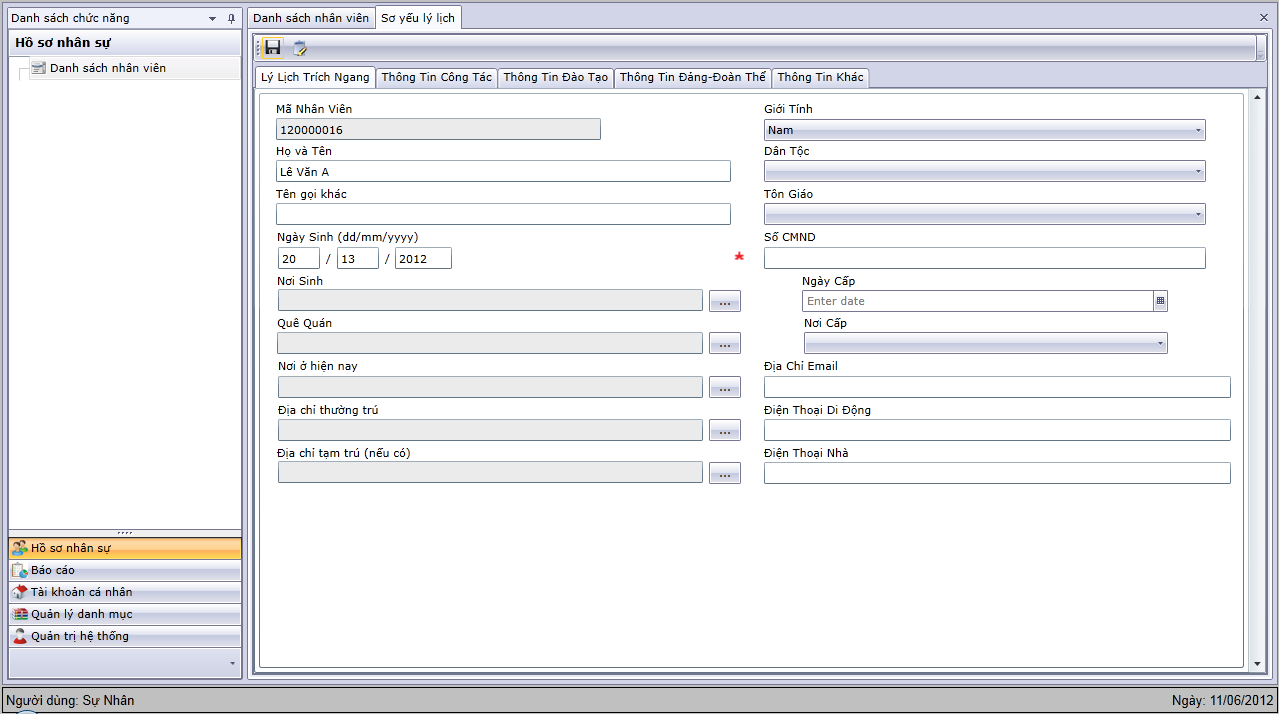 Danh sách chức năng
Hồ sơ nhân sự
Danh sách nhân viên
Hồ sơ nhân sự
Báo cáo
Tài khoản cá nhân
Quản lý danh mục
Quản trị hệ thống
Danh sách nhân viên Sơ yếu lý lịch
Lý Lịch Trích Ngang Thông Tin Công Tác Thông Tin Đào Tạo Thông Tin Đảng-Đoàn Thể Thông Tin Khác
Mã Nhân Viên
120000016
Họ và Tên
Lê Văn A
Tên gọi khác
Ngày Sinh (dd/mm/yyyy)
20 / 13 / 2012 *
Nơi Sinh
...
Quê Quán
...
Nơi ở hiện nay
...
Địa chỉ thường trú
...
Địa chỉ tạm trú (nếu có)
...
Giới Tính
Nam
Dân Tộc
Tôn Giáo
Số CMND
Ngày Cấp
Enter date
Nơi Cấp
Địa Chỉ Email
Điện Thoại Di Động
Điện Thoại Nhà
Người dùng: Sự Nhân Ngày: 11/06/2012